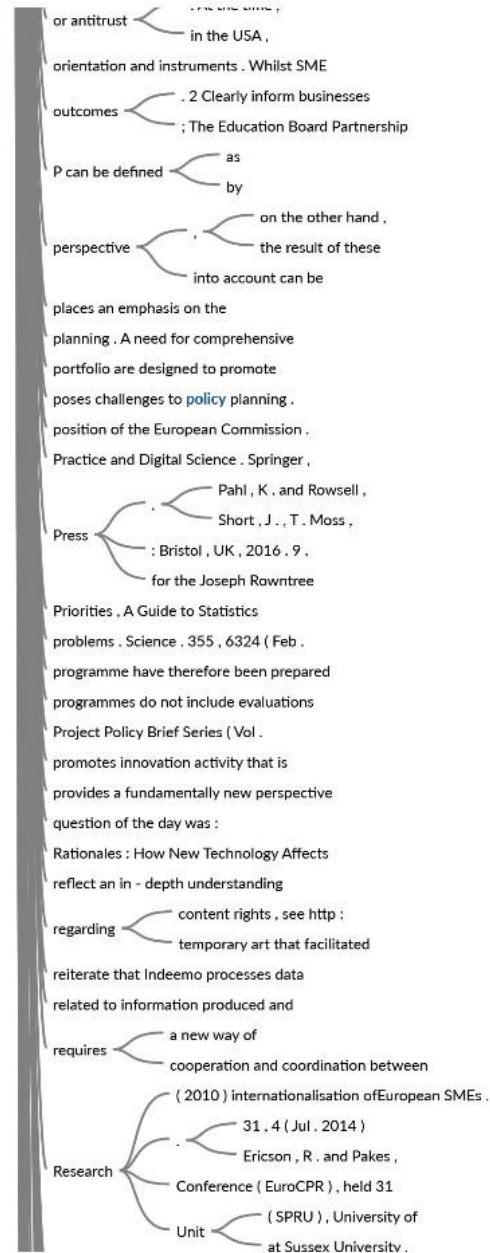 . At the time ,
or antitrust
in the USA ,
orientation and instruments . Whilst SME
. 2 Clearly inform businesses
outcomes
; The Education Board Partnership
as
P can be defined
by
on the other hand ,
,
perspective
the result of these
into account can be
places an emphasis on the
planning . A need for comprehensive
portfolio are designed to promote
poses challenges to policy planning .
position of the European Commission .
Practice and Digital Science . Springer ,
Pahl , K . and Rowsell ,
.
Short , J . , T . Moss ,
Press
: Bristol , UK , 2016 . 9 .
for the Joseph Rowntree
Priorities , A Guide to Statistics
problems . Science . 355 , 6324 ( Feb .
programme have therefore been prepared
programmes do not include evaluations
Project Policy Brief Series ( Vol .
promotes innovation activity that is
provides a fundamentally new perspective
question of the day was :
Rationales : How New Technology Affects
reflect an in - depth understanding
content rights , see http :
regarding
temporary art that facilitated
reiterate that Indeemo processes data
related to information produced and
a new way of
requires
cooperation and coordination between
( 2010 ) internationalisation ofEuropean SMEs .
31 , 4 ( Jul . 2014 )
.
Ericson , R . and Pakes ,
Research
Conference ( EuroCPR ) , held 31
( SPRU ) , University of
Unit
at Sussex University .